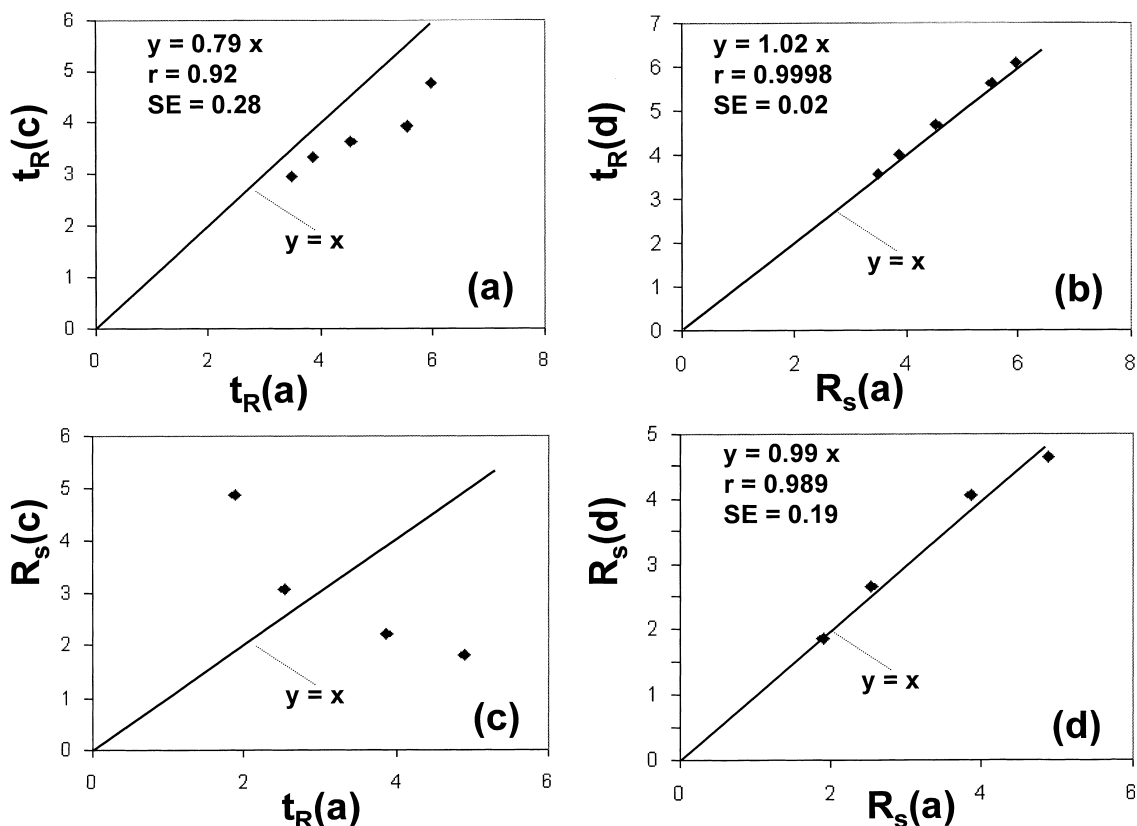 y = 0.79 x
r = 0.92
SE = 0.28
tR(c)
6
5
4
3
2
1
0
y = x
(a)
0 2 4 6 8
tR(a)
y = 1.02 x
r = 0.9998
SE = 0.02
tR(d)
7
6
5
4
3
2
1
0
y = x
(b)
0 2 4 6 8
Rs(a)
Rs(c)
6
5
4
3
2
1
0
y = x
(c)
0 2 4 6
tR(a)
y = 0.99 x
r = 0.989
SE = 0.19
Rs(d)
5
4
3
2
1
0
y = x
(d)
0 2 4 6
Rs(a)